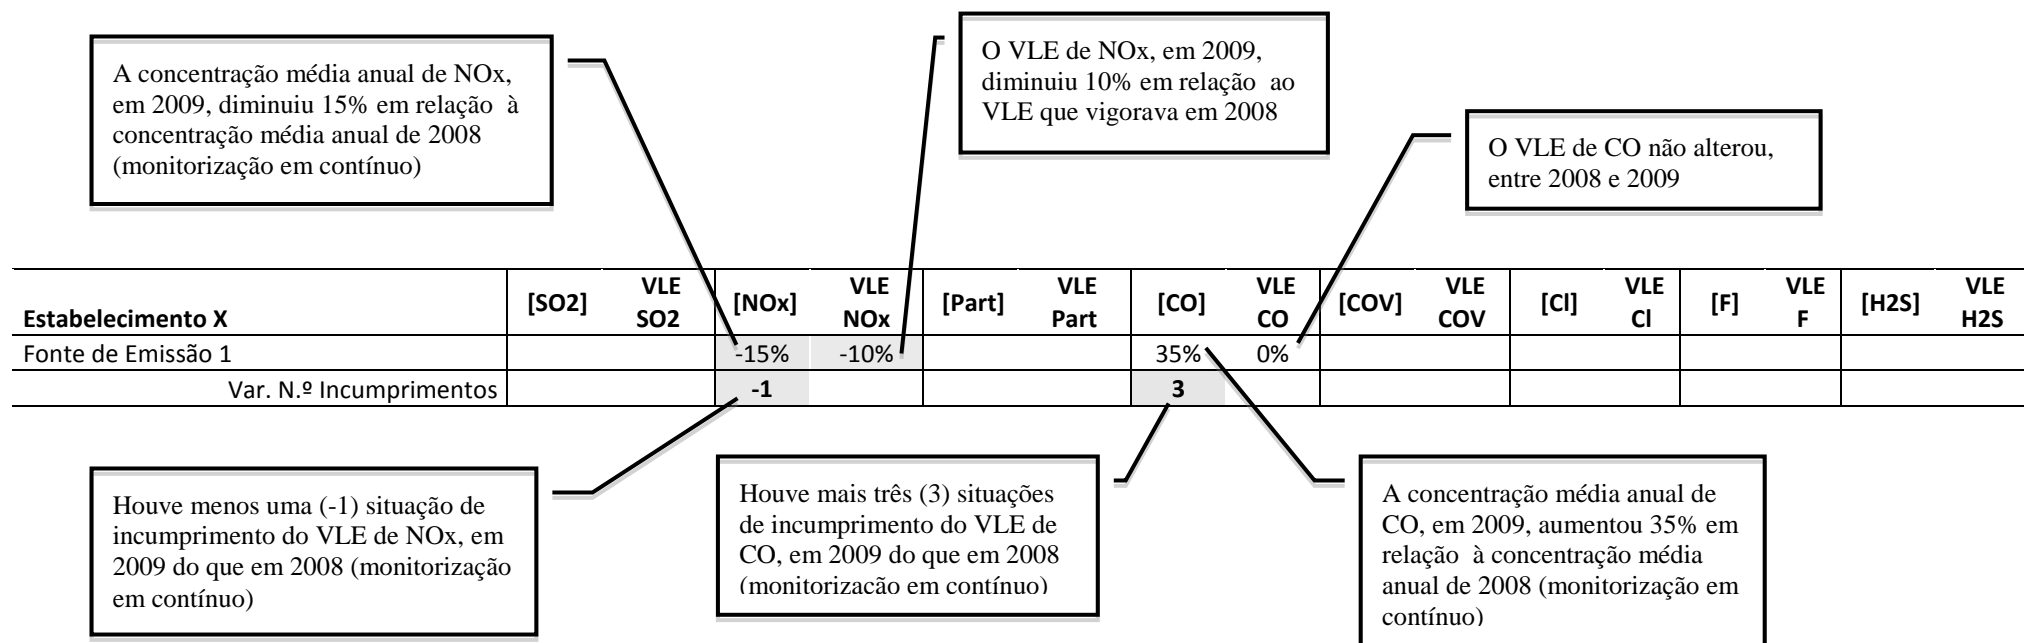 A concentração média anual de NOx,
em 2009, diminuiu 15% em relação à
concentração média anual de 2008
(monitorização em contínuo)
O VLE de NOx, em 2009,
diminuiu 10% em relação ao
VLE que vigorava em 2008
O VLE de CO não alterou,
entre 2008 e 2009
Estabelecimento X [SO2] VLE SO2 [NOx] VLE NOx [Part] VLE Part [CO] VLE CO [COV] VLE COV [Cl] VLE Cl [F] VLE F [H2S] VLE H2S
Fonte de Emissão 1 -15% -10% 35% 0%
Var. N.º Incumprimentos -1 3
Houve menos uma (-1) situação de
incumprimento do VLE de NOx, em
2009 do que em 2008 (monitorização
em contínuo)
Houve mais três (3) situações
de incumprimento do VLE de
CO, em 2009 do que em 2008
(monitorização em contínuo)
A concentração média anual de
CO, em 2009, aumentou 35% em
relação à concentração média
anual de 2008 (monitorização em
contínuo)